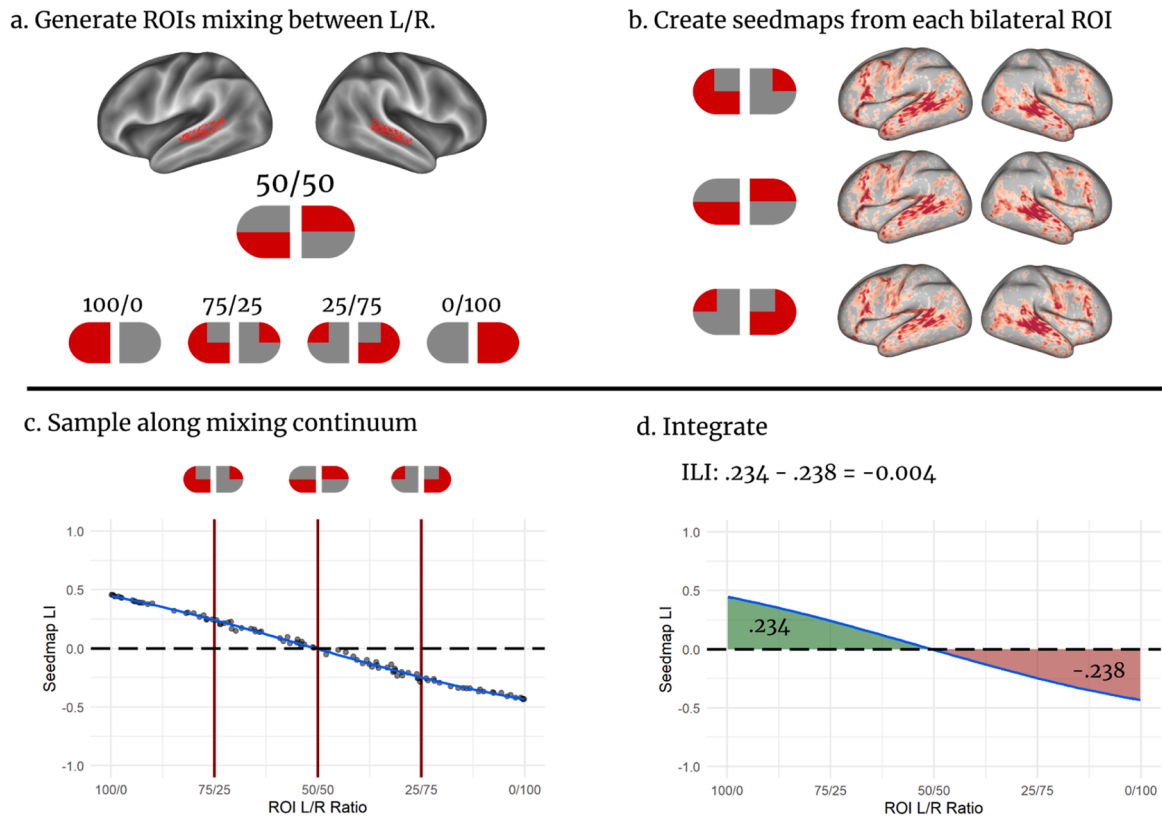 a. Generate ROIs mixing between L/R.
50/50
100/0 75/25 25/75 0/100
b. Create seedmaps from each bilateral ROI
c. Sample along mixing continuum
Seedmap LI
1.0
0.5
0.0
-0.5
-1.0
100/0 75/25 50/50 25/75 0/100
ROI L/R Ratio
d. Integrate
ILI: .234 - .238 = -0.004
Seedmap LI
1.0
0.5
0.0
-0.5
-1.0
.234
-.238
100/0 75/25 50/50 25/75 0/100
ROI L/R Ratio